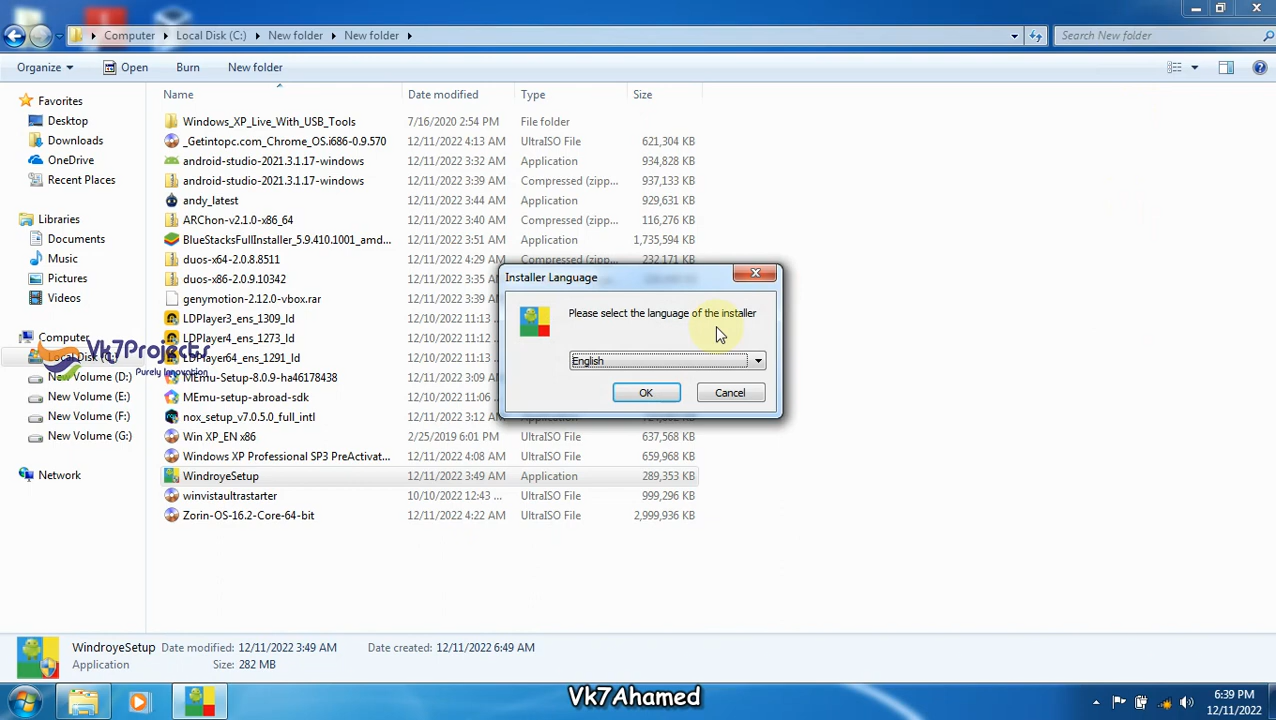 Computer
Local Disk (C:)
New folder
New folder
Search New folder
Organize
Open
Burn
New folder
Name
Date modified
Type
Size
Favorites
Desktop
Downloads
OneDrive
Recent Places
Libraries
Documents
Music
Pictures
Videos
Computer
New Volume (D:)
New Volume (E:)
New Volume (F:)
New Volume (G:)
Network
Vk7Projects
Purely Innovation
Windows_XP_Live_With_USB_Tools 7/16/2020 2:54 PM File folder
_Getintopc.com_Chrome_OS.i686-0.9.570 12/11/2022 4:13 AM UltraISO File 621,304 KB
android-studio-2021.3.1.17-windows 12/11/2022 3:32 AM Application 934,828 KB
android-studio-2021.3.1.17-windows 12/11/2022 3:39 AM Compressed (zipp... 937,133 KB
andy_latest 12/11/2022 3:44 AM Application 929,631 KB
ARChon-v2.1.0-x86_64 12/11/2022 3:40 AM Compressed (zipp... 116,276 KB
BlueStacksFullInstaller_5.9.410.1001_amd... 12/11/2022 3:51 AM Application 1,735,594 KB
duos-x64-2.0.8.8511 12/11/2022 4:29 AM Compressed (zipp... 232,171 KB
duos-x86-2.0.9.10342 12/11/2022 3:35 AM
genymotion-2.12.0-vbox.rar 12/11/2022 3:39 AM
LDPlayer3_ens_1309_ld 12/10/2022 11:13
LDPlayer4_ens_1273_ld 12/10/2022 11:13
LDPlayer64_ens_1291_ld 12/10/2022 11:13
MEmu-Setup-8.0.9-ha46178438 12/10/2022 11:13
MEmu-setup-abroad-sdk 12/10/2022 11:06
nox_setup_v7.0.5.0_full_intl 12/11/2022 3:12 AM
Win XP_EN x86 2/25/2019 6:01 PM UltraISO File 637,568 KB
Windows XP Professional SP3 PreActivat... 12/11/2022 4:08 AM UltraISO File 659,968 KB
WindroyeSetup 12/11/2022 3:49 AM Application 289,353 KB
winvistaultrastarter 10/10/2022 12:43 ... UltraISO File 999,296 KB
Zorin-OS-16.2-Core-64-bit 12/11/2022 4:22 AM UltraISO File 2,999,936 KB
Installer Language
Please select the language of the installer
English
OK
Cancel
WindroyeSetup Date modified: 12/11/2022 3:49 AM Date created: 12/11/2022 6:49 AM
Application Size: 282 MB
Vk7Ahamed
6:39 PM
12/11/2022